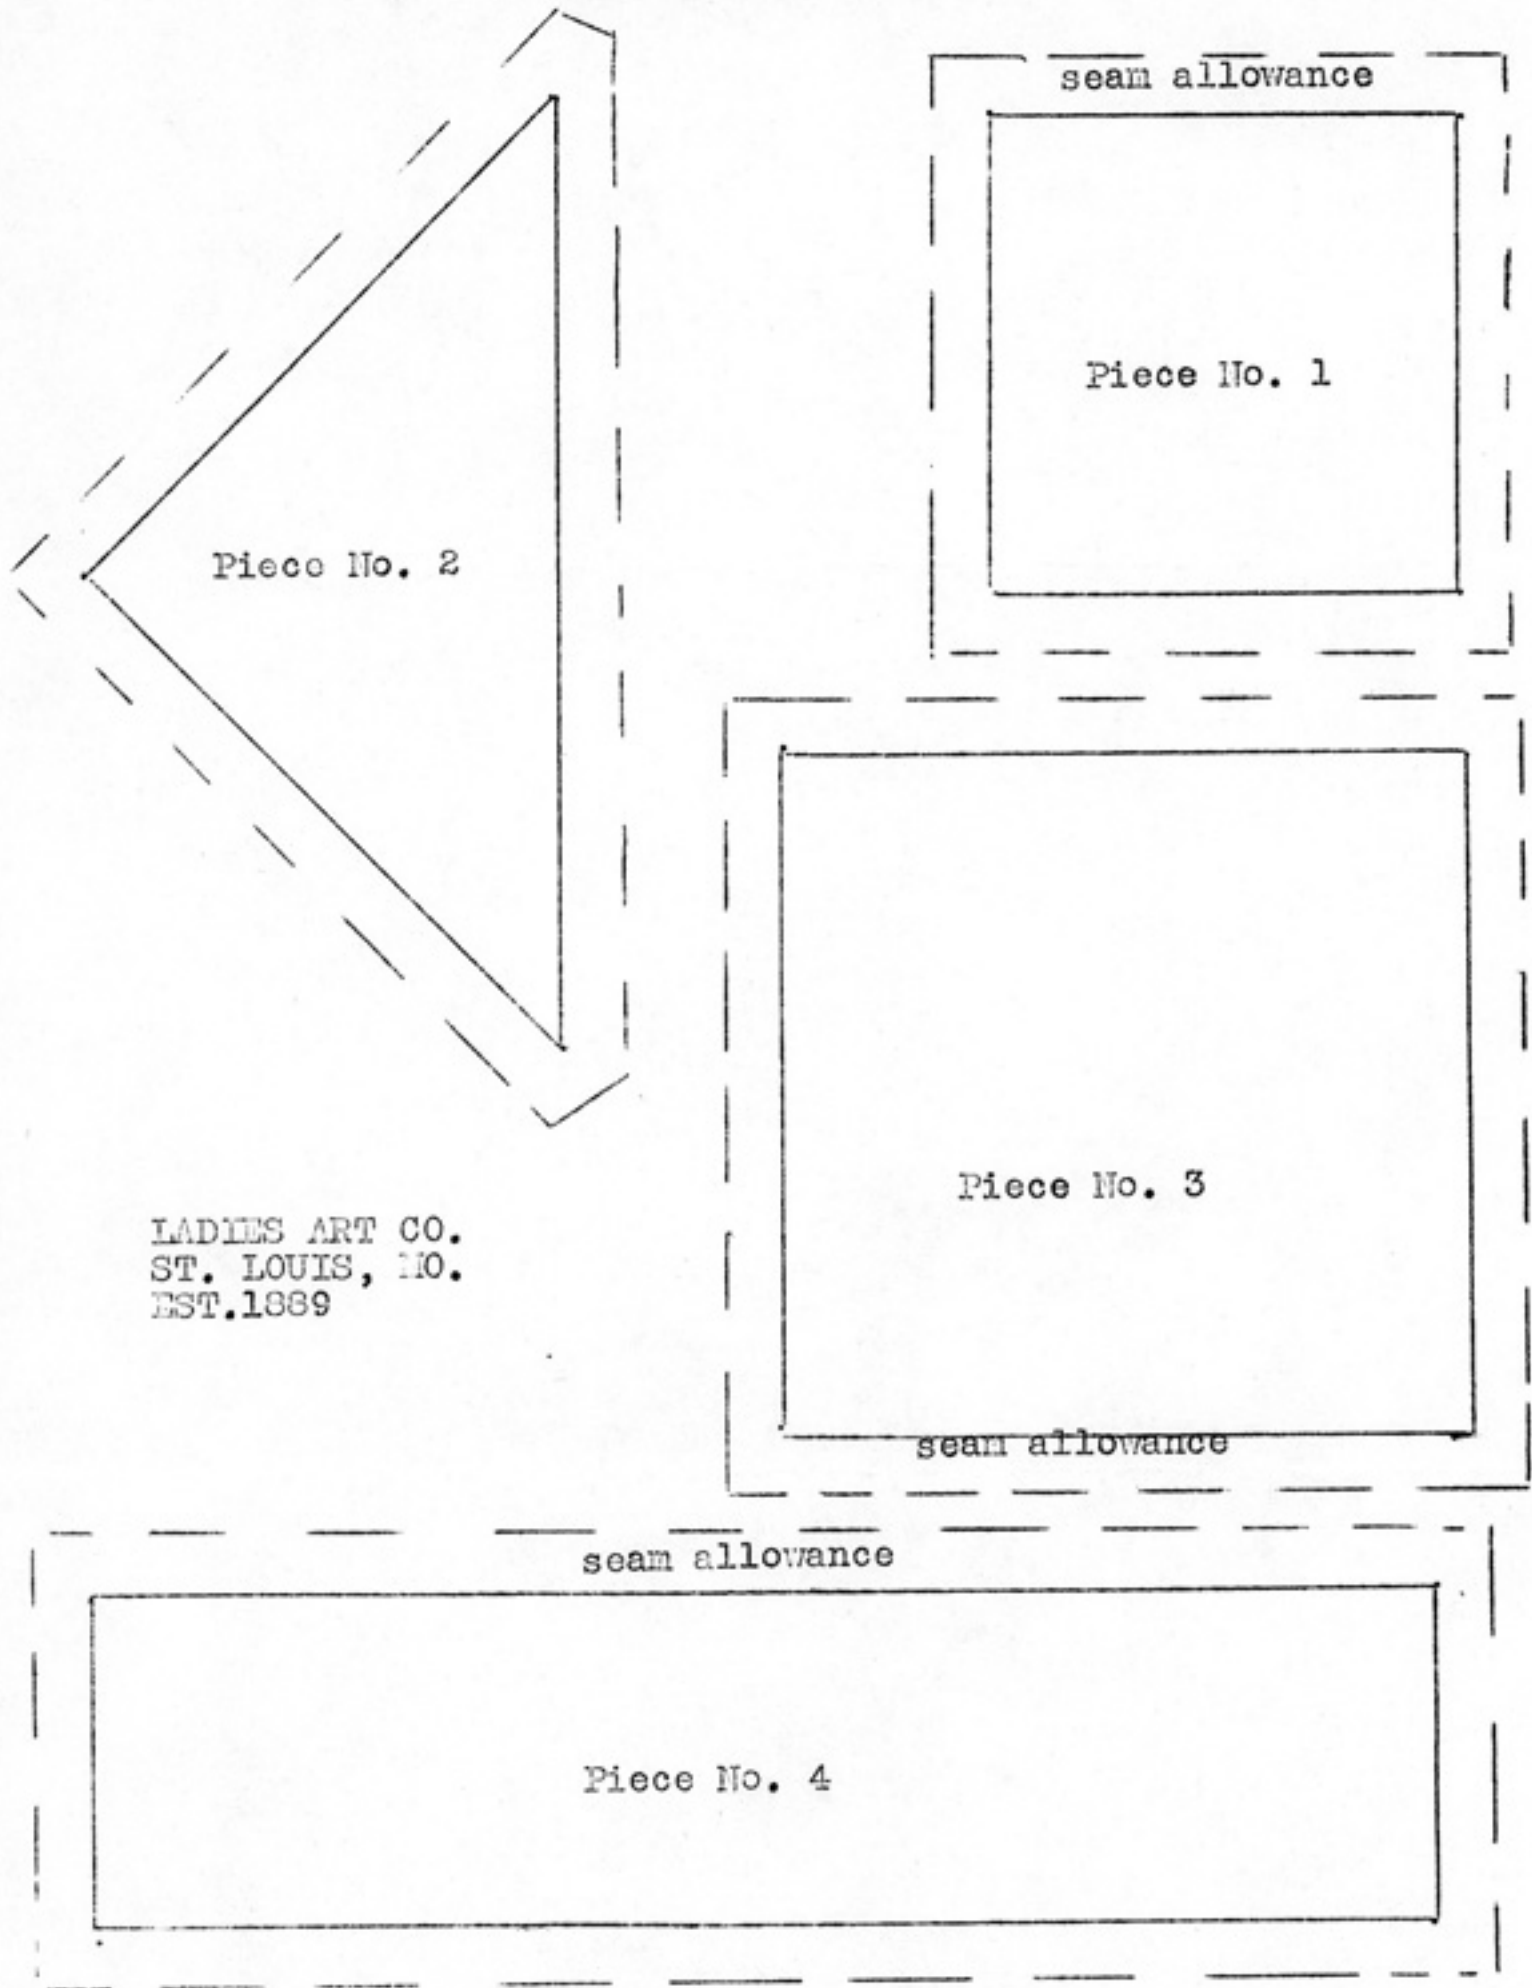 seam allowance
Piece No. 1
Piece No. 2
Piece No. 3
seam allowance
LADIES ART CO.
ST. LOUIS, MO.
EST.1889
seam allowance
Piece No. 4